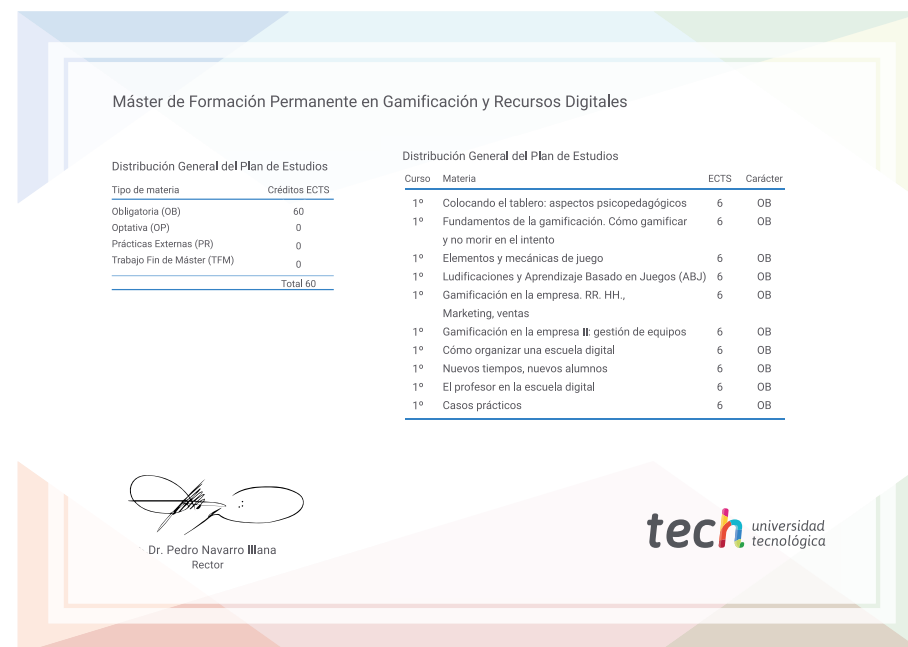 Máster de Formación Permanente en Gamificación y Recursos Digitales
Distribución General del Plan de Estudios
Tipo de materia Créditos ECTS
Obligatoria (OB) 60
Optativa (OP) 0
Prácticas Externas (PR) 0
Trabajo Fin de Máster (TFM) 0
Total 60
Distribución General del Plan de Estudios
Curso Materia ECTS Carácter
1º Colocando el tablero: aspectos psicopedagógicos 6 OB
1º Fundamentos de la gamificación. Cómo gamificar 6 OB
y no morir en el intento
1º Elementos y mecánicas de juego 6 OB
1º Ludificaciones y Aprendizaje Basado en Juegos (ABJ) 6 OB
1º Gamificación en la empresa. RR. HH., 6 OB
Marketing, ventas
1º Gamificación en la empresa II: gestión de equipos 6 OB
1º Cómo organizar una escuela digital 6 OB
1º Nuevos tiempos, nuevos alumnos 6 OB
1º El profesor en la escuela digital 6 OB
1º Casos prácticos 6 OB
Dr. Pedro Navarro Illana
Rector
tech universidad
tecnológica